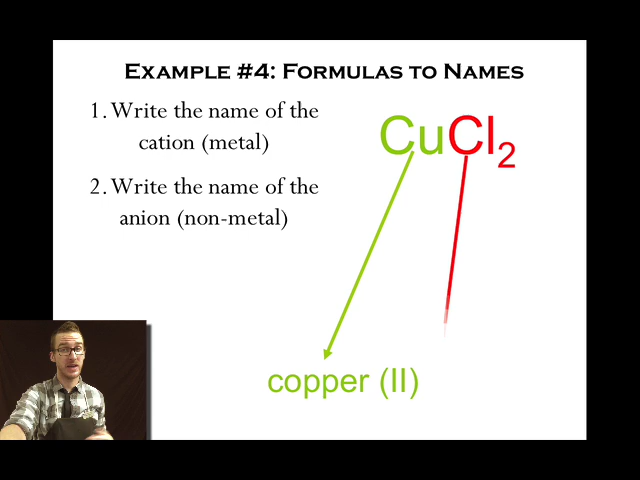 EXAMPLE #4: FORMULAS TO NAMES
1. Write the name of the
cation (metal)
2. Write the name of the
anion (non-metal)
CuCl2
copper (II)